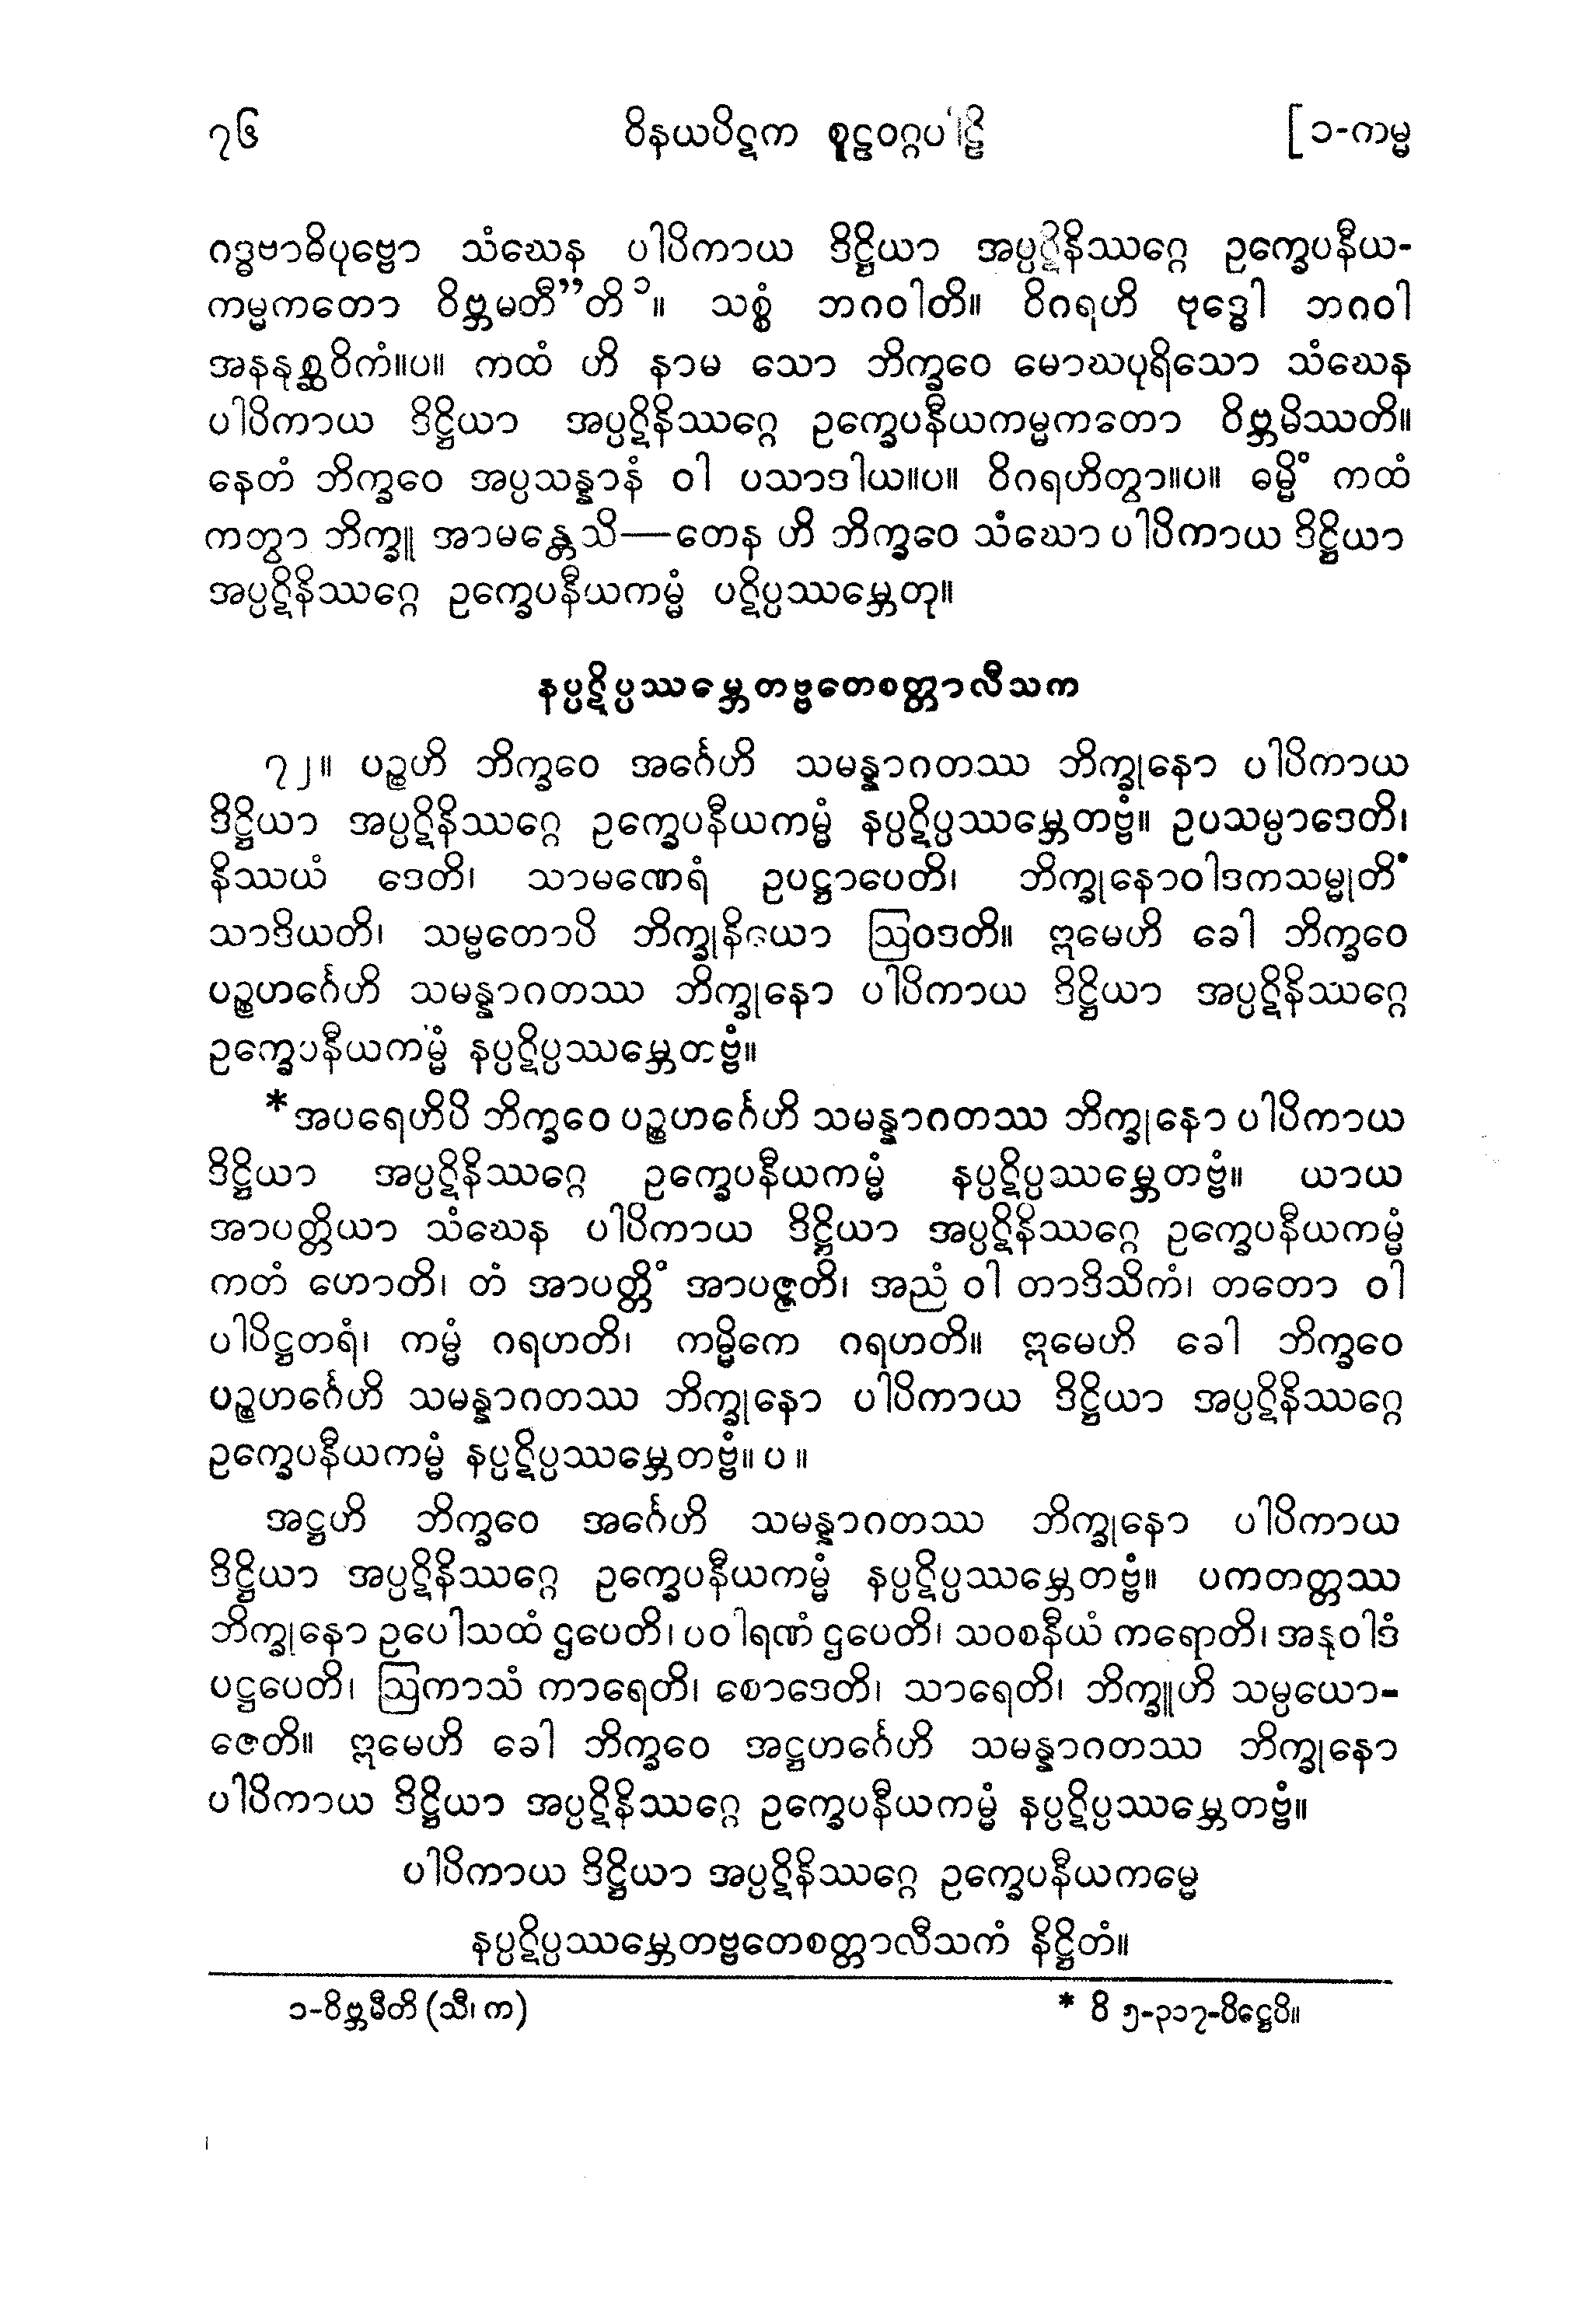 ၇၆ ဝိနယပိဋက စူဠဝဂ္ဂပါဠိ [ ၁-ကမ္မ
ဂဒ္ဓဗာဓိပုဗ္ဗော သံဃေန ပါပိကာယ ဒိဋ္ဌိယာ အပ္ပဋိနိဿဂ္ဂေ ဥက္ခေပနီယ-
ကမ္မကတော ဝိဗ္ဘမတီ”တိ၁။ သစ္စံ ဘဂဝါတိ။ ဝိဂရဟိ ဗုဒ္ဓေါ ဘဂဝါ
အနနုစ္ဆဝိကံ။ပ။ ကထံ ဟိ နာမ သော ဘိက္ခဝေ မောဃပုရိသော သံဃေန
ပါပိကာယ ဒိဋ္ဌိယာ အပ္ပဋိနိဿဂ္ဂေ ဥက္ခေပနီယကမ္မကတော ဝိဗ္ဘမိဿတိ။
နေတံ ဘိက္ခဝေ အပ္ပသန္နာနံ ဝါ ပသာဒါယ။ပ။ ဝိဂရဟိတွာ။ပ။ ဓမ္မိံ ကထံ
ကတွာ ဘိက္ခူ အာမန္တေသိ—တေန ဟိ ဘိက္ခဝေ သံဃော ပါပိကာယ ဒိဋ္ဌိယာ
အပ္ပဋိနိဿဂ္ဂေ ဥက္ခေပနီယကမ္မံ ပဋိပ္ပဿမ္ဘေတု။
နပ္ပဋိပ္ပဿမ္ဘေတဗ္ဗတေစတ္တာလီသက
၇၂။ ပဉ္စဟိ ဘိက္ခဝေ အင်္ဂေဟိ သမန္နာဂတဿ ဘိက္ခုနော ပါပိကာယ
ဒိဋ္ဌိယာ အပ္ပဋိနိဿဂ္ဂေ ဥက္ခေပနီယကမ္မံ နပ္ပဋိပ္ပဿမ္ဘေတဗ္ဗံ။ ဥပသမ္ပာဒေတိ၊
နိဿယံ ဒေတိ၊ သာမဏေရံ ဥပဋ္ဌာပေတိ၊ ဘိက္ခုနောဝါဒကသမ္မုတိံ
သာဒိယတိ၊ သမ္မတောပိ ဘိက္ခုနိယော ဩဝဒတိ။ ဣမေဟိ ခေါ ဘိက္ခဝေ
ပဉ္စဟင်္ဂေဟိ သမန္နာဂတဿ ဘိက္ခုနော ပါပိကာယ ဒိဋ္ဌိယာ အပ္ပဋိနိဿဂ္ဂေ
ဥက္ခေပနီယကမ္မံ နပ္ပဋိပ္ပဿမ္ဘေတဗ္ဗံ။
*အပရေဟိပိ ဘိက္ခဝေ ပဉ္စဟင်္ဂေဟိ သမန္နာဂတဿ ဘိက္ခုနော ပါပိကာယ
ဒိဋ္ဌိယာ အပ္ပဋိနိဿဂ္ဂေ ဥက္ခေပနီယကမ္မံ နပ္ပဋိပ္ပဿမ္ဘေတဗ္ဗံ။ ယာယ
အာပတ္တိယာ သံဃေန ပါပိကာယ ဒိဋ္ဌိယာ အပ္ပဋိနိဿဂ္ဂေ ဥက္ခေပနီယကမ္မံ
ကတံ ဟောတိ၊ တံ အာပတ္တိံ အာပဇ္ဇတိ၊ အညံ ဝါ တာဒိသိကံ၊ တတော ဝါ
ပါပိဋ္ဌတရံ၊ ကမ္မံ ဂရဟတိ၊ ကမ္မိကေ ဂရဟတိ။ ဣမေဟိ ခေါ ဘိက္ခဝေ
ပဉ္စဟင်္ဂေဟိ သမန္နာဂတဿ ဘိက္ခုနော ပါပိကာယ ဒိဋ္ဌိယာ အပ္ပဋိနိဿဂ္ဂေ
ဥက္ခေပနီယကမ္မံ နပ္ပဋိပ္ပဿမ္ဘေတဗ္ဗံ။ ပ ။
အဋ္ဌဟိ ဘိက္ခဝေ အင်္ဂေဟိ သမန္နာဂတဿ ဘိက္ခုနော ပါပိကာယ
ဒိဋ္ဌိယာ အပ္ပဋိနိဿဂ္ဂေ ဥက္ခေပနီယကမ္မံ နပ္ပဋိပ္ပဿမ္ဘေတဗ္ဗံ။ ပကတတ္တဿ
ဘိက္ခုနော ဥပေါသထံ ဌပေတိ၊ ပဝါရဏံ ဌပေတိ၊ သဝစနီယံ ကရောတိ၊ အနုဝါဒံ
ပဋ္ဌပေတိ၊ ဩကာသံ ကာရေတိ၊ စောဒေတိ၊ သာရေတိ၊ ဘိက္ခူဟိ သမ္ပယော-
ဇေတိ။ ဣမေဟိ ခေါ ဘိက္ခဝေ အဋ္ဌဟင်္ဂေဟိ သမန္နာဂတဿ ဘိက္ခုနော
ပါပိကာယ ဒိဋ္ဌိယာ အပ္ပဋိနိဿဂ္ဂေ ဥက္ခေပနီယကမ္မံ နပ္ပဋိပ္ပဿမ္ဘေတဗ္ဗံ။
ပါပိကာယ ဒိဋ္ဌိယာ အပ္ပဋိနိဿဂ္ဂေ ဥက္ခေပနီယကမ္မေ
နပ္ပဋိပ္ပဿမ္ဘေတဗ္ဗတေစတ္တာလီသကံ နိဋ္ဌိတံ။
၁-ဝိဗ္ဘမီတိ (သီ၊ က) * ဝိ ၅-၃၁၇-ပိဋ္ဌေပိ။